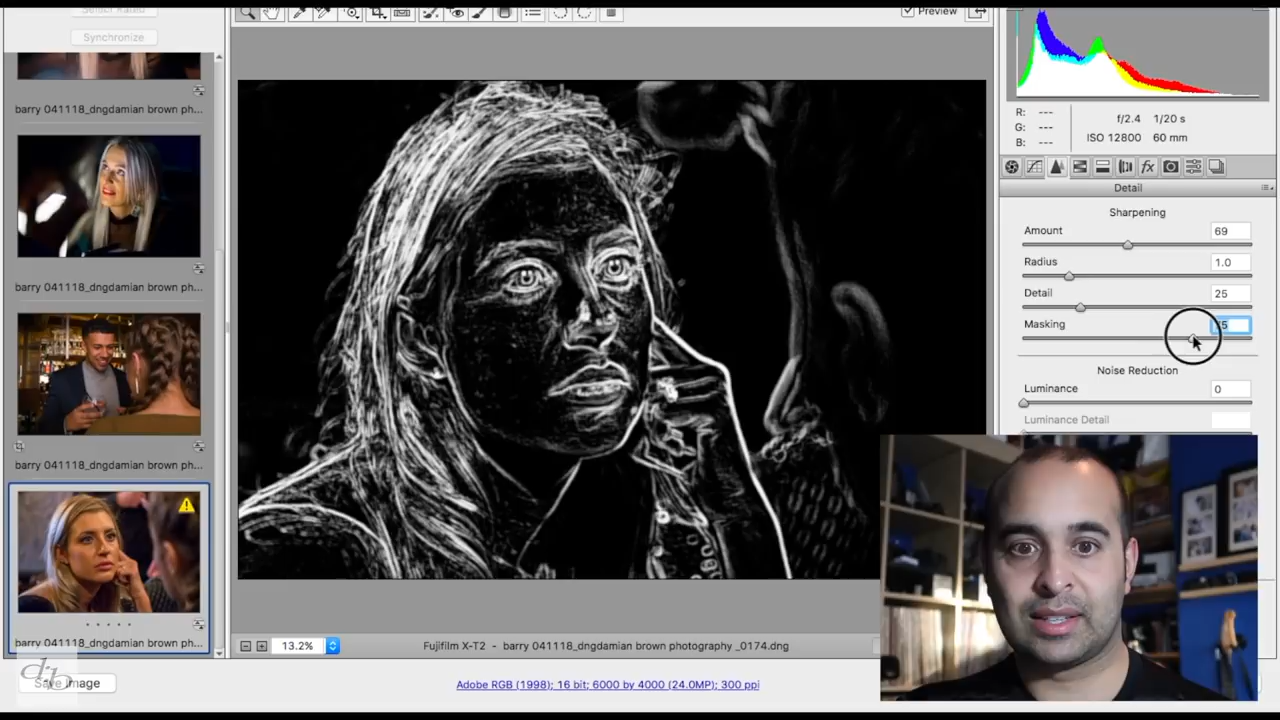 Select Rated
Synchronize
Preview
barry 041118_dngdamian brown ph...
barry 041118_dngdamian brown ph...
barry 041118_dngdamian brown ph...
barry 041118_dngdamian brown ph...
R: ---
G: ---
B: ---
f/2.4 1/20 s
ISO 12800 60 mm
fx
Detail
Sharpening
Amount 69
Radius 1.0
Detail 25
Masking
Noise Reduction
Luminance 0
Luminance Detail
13.2%
Fujifilm X-T2 - barry 041118_dngdamian brown photography _0174.dng
Save Image
Adobe RGB (1998); 16 bit; 6000 by 4000 (24.0MP); 300 ppi